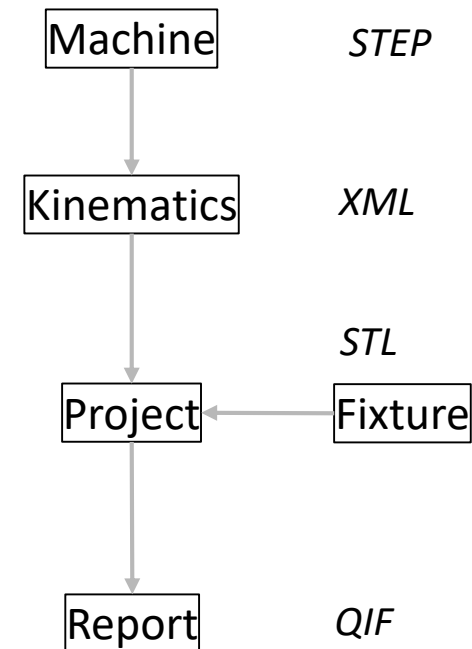 Machine
STEP
Kinematics
XML
STL
Project
Fixture
Report
QIF